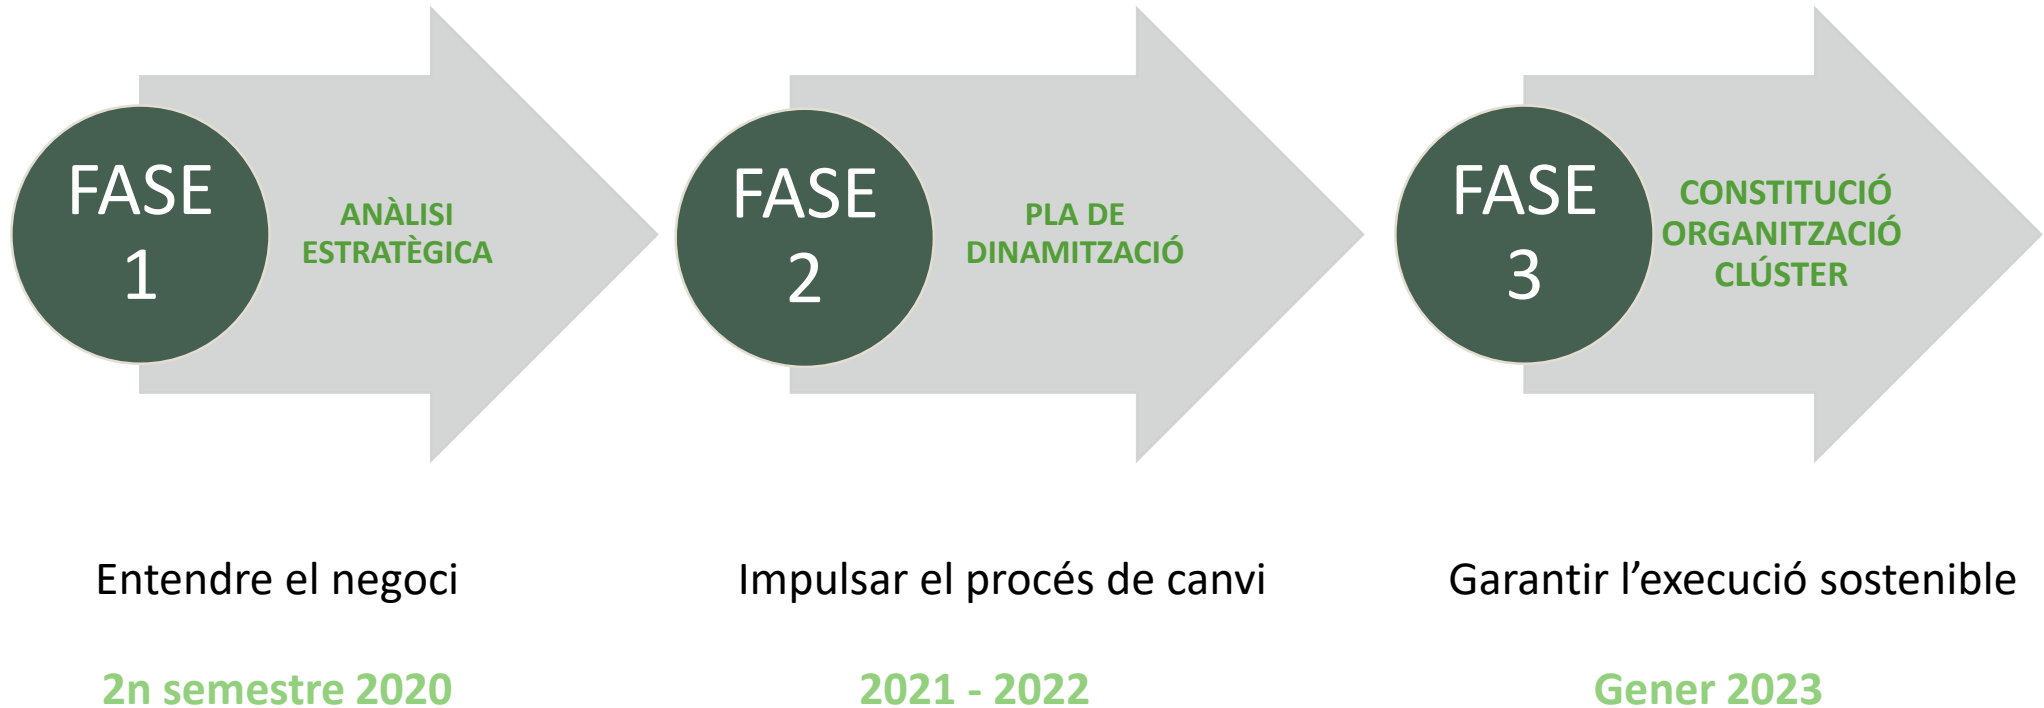 FASE
1
ANÀLISI
ESTRATÈGICA
FASE
2
PLA DE
DINAMITZACIÓ
FASE
3
CONSTITUCIÓ
ORGANITZACIÓ
CLÚSTER
Entendre el negoci
Impulsar el procés de canvi
Garantir l’execució sostenible
2n semestre 2020
2021 - 2022
Gener 2023